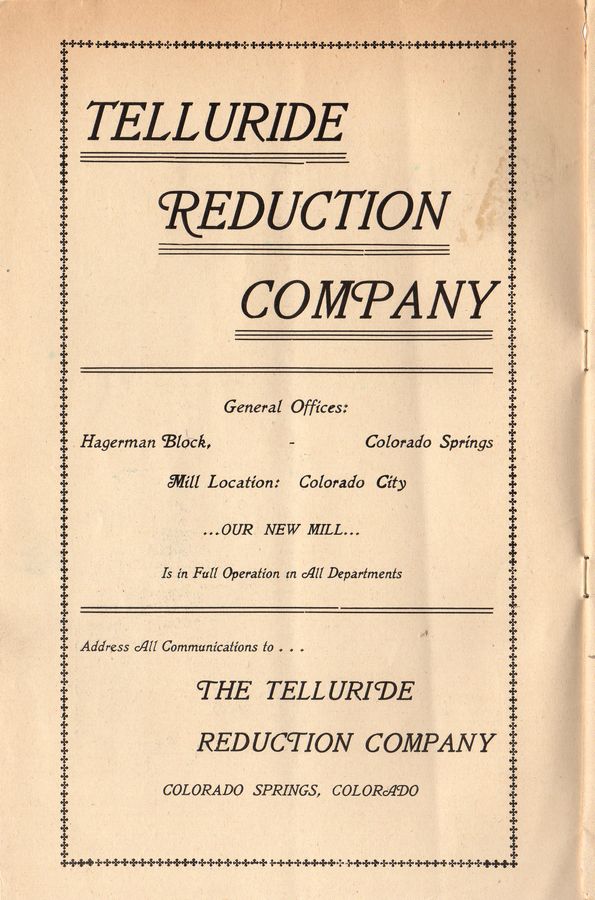 TELLURIDE
REDUCTION
COMPANY
General Offices:
Hagerman Block, - Colorado Springs
Mill Location: Colorado City
...OUR NEW MILL...
Is in Full Operation in All Departments
Address All Communications to . . .
THE TELLURIDE
REDUCTION COMPANY
COLORADO SPRINGS, COLORADO